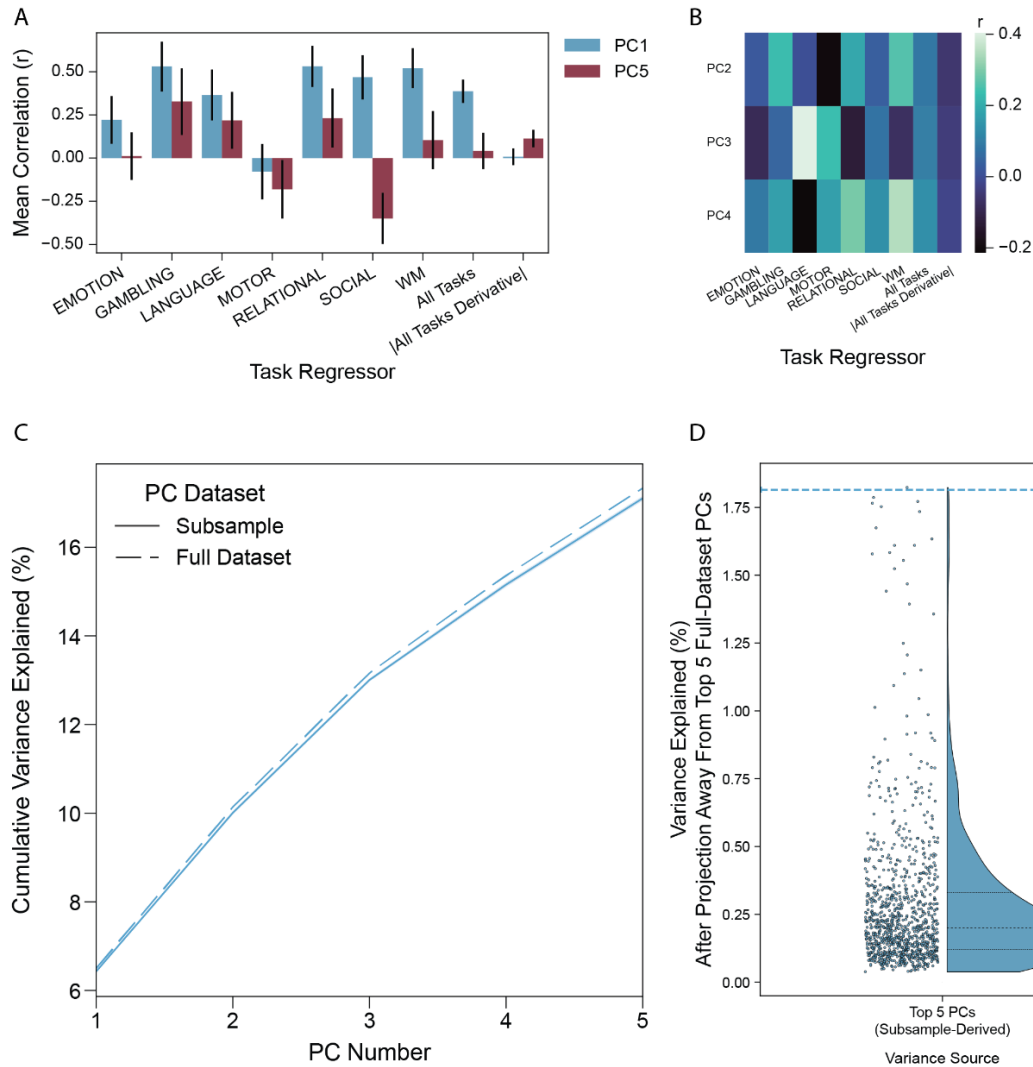 A
Mean Correlation (r)
0.50
0.25
0.00
−0.25
−0.50
PC1
PC5
EMOTION
GAMBLING
LANGUAGE
MOTOR
RELATIONAL
SOCIAL
WM
All Tasks
|All Tasks Derivative|
Task Regressor
B
PC2
PC3
PC4
EMOTION
GAMBLING
LANGUAGE
MOTOR
RELATIONAL
SOCIAL
WM
All Tasks
|All Tasks Derivative|
Task Regressor
r
0.4
0.2
0.0
−0.2
C
Cumulative Variance Explained (%)
16
14
12
10
8
6
PC Dataset
Subsample
Full Dataset
1 2 3 4 5
PC Number
D
Variance Explained (%)
After Projection Away From Top 5 Full-Dataset PCs
1.75
1.50
1.25
1.00
0.75
0.50
0.25
0.00
Top 5 PCs
(Subsample-Derived)
Variance Source